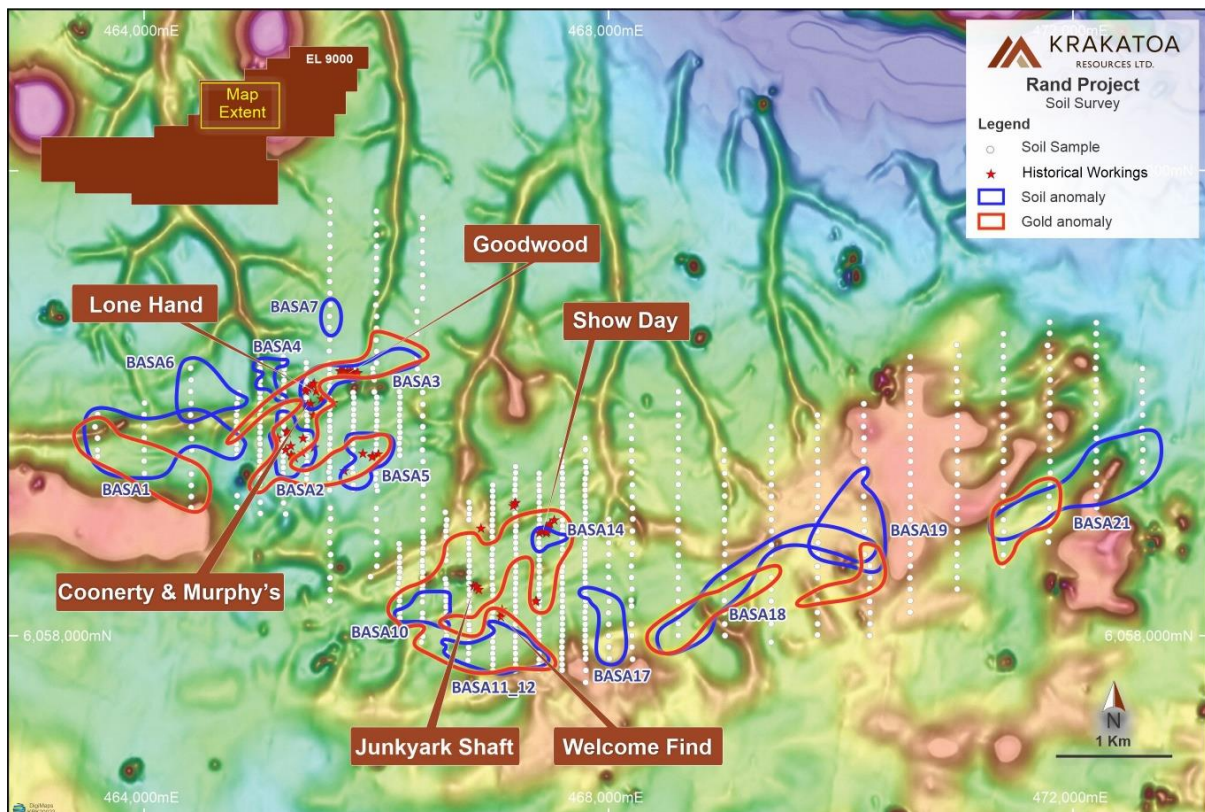 464,000mE
468,000mE
472,000mE
EL 9000
Map
Extent
KRAKATOA
RESOURCES LTD.
Rand Project
Soil Survey
Legend
Soil Sample
Historical Workings
Soil anomaly
Gold anomaly
Goodwood
Lone Hand
BASA7
Show Day
BASA4
BASA6
BASA3
BASA1
BASA2
BASA5
BASA14
BASA19
BASA21
Coonerty & Murphy's
BASA10
BASA18
6,058,000mN
6,058,000mN
BASA17
BASA11_12
Junkyark Shaft
Welcome Find
N
1 Km
DigiMaps
464,000mE
468,000mE
472,000mE